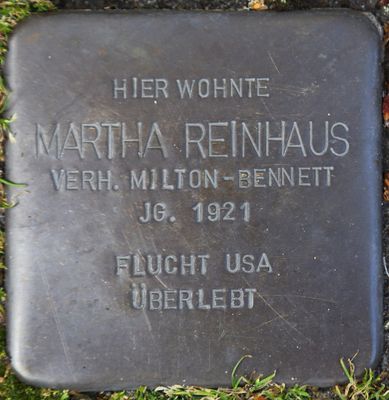 HIER WOHNTE
MARTHA REINHAUS
VERH. MILTON-BENNETT
JG. 1921
FLUCHT USA
ÜBERLEBT